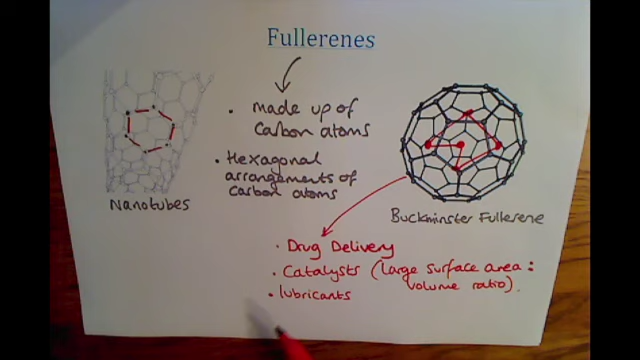 Fullerenes
• made up of
carbon atoms
• Hexagonal
arrangements of
carbon atoms
Nanotubes
Buckminster Fullerene
• Drug Delivery
• Catalysts (large surface area :
volume ratio).
• lubricants